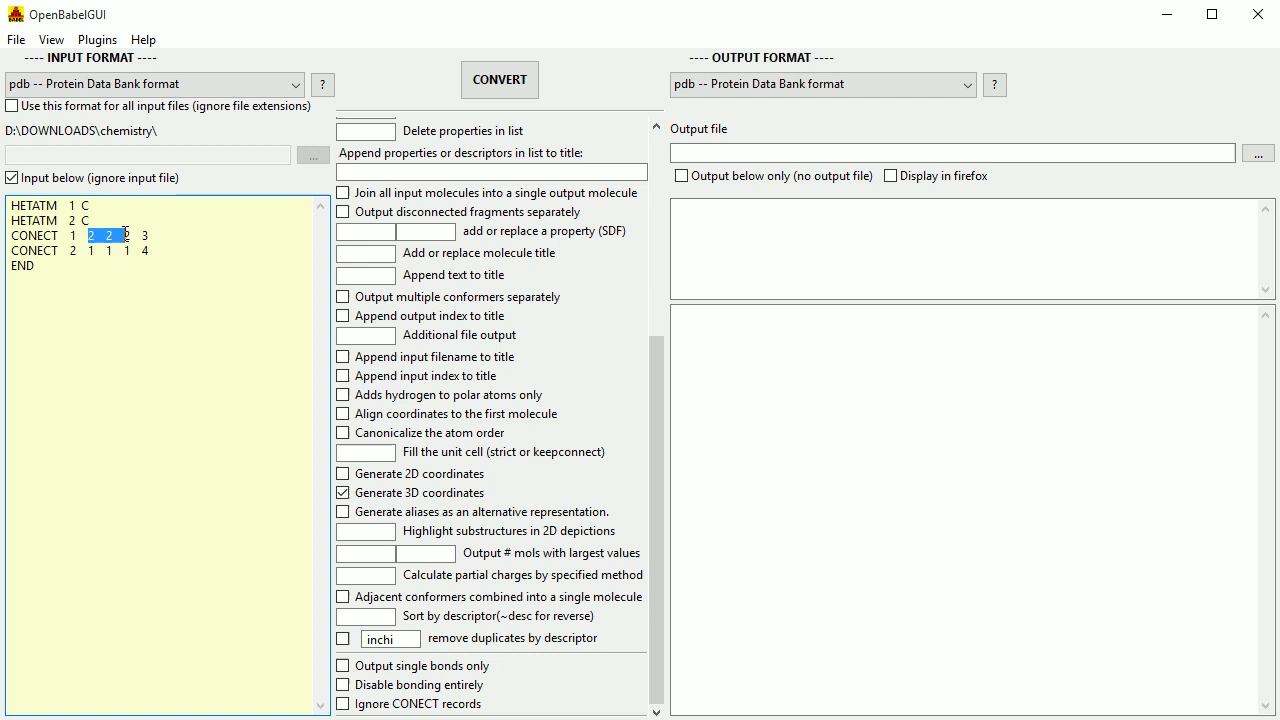 OpenBabelGUI
File View Plugins Help
---- INPUT FORMAT ----
pdb -- Protein Data Bank format
?
Use this format for all input files (ignore file extensions)
D:\DOWNLOADS\chemistry\
...
Input below (ignore input file)
HETATM 1 C
HETATM 2 C
CONECT 1 2 2 2 3
CONECT 2 1 1 1 4
END
CONVERT
Delete properties in list
Append properties or descriptors in list to title:
Join all input molecules into a single output molecule
Output disconnected fragments separately
add or replace a property (SDF)
Add or replace molecule title
Append text to title
Output multiple conformers separately
Append output index to title
Additional file output
Append input filename to title
Append input index to title
Adds hydrogen to polar atoms only
Align coordinates to the first molecule
Canonicalize the atom order
Fill the unit cell (strict or keepconnect)
Generate 2D coordinates
Generate 3D coordinates
Generate aliases as an alternative representation.
Highlight substructures in 2D depictions
Output # mols with largest values
Calculate partial charges by specified method
Adjacent conformers combined into a single molecule
Sort by descriptor(~desc for reverse)
inchi remove duplicates by descriptor
Output single bonds only
Disable bonding entirely
Ignore CONECT records
---- OUTPUT FORMAT ----
pdb -- Protein Data Bank format
?
Output file
...
Output below only (no output file) Display in firefox